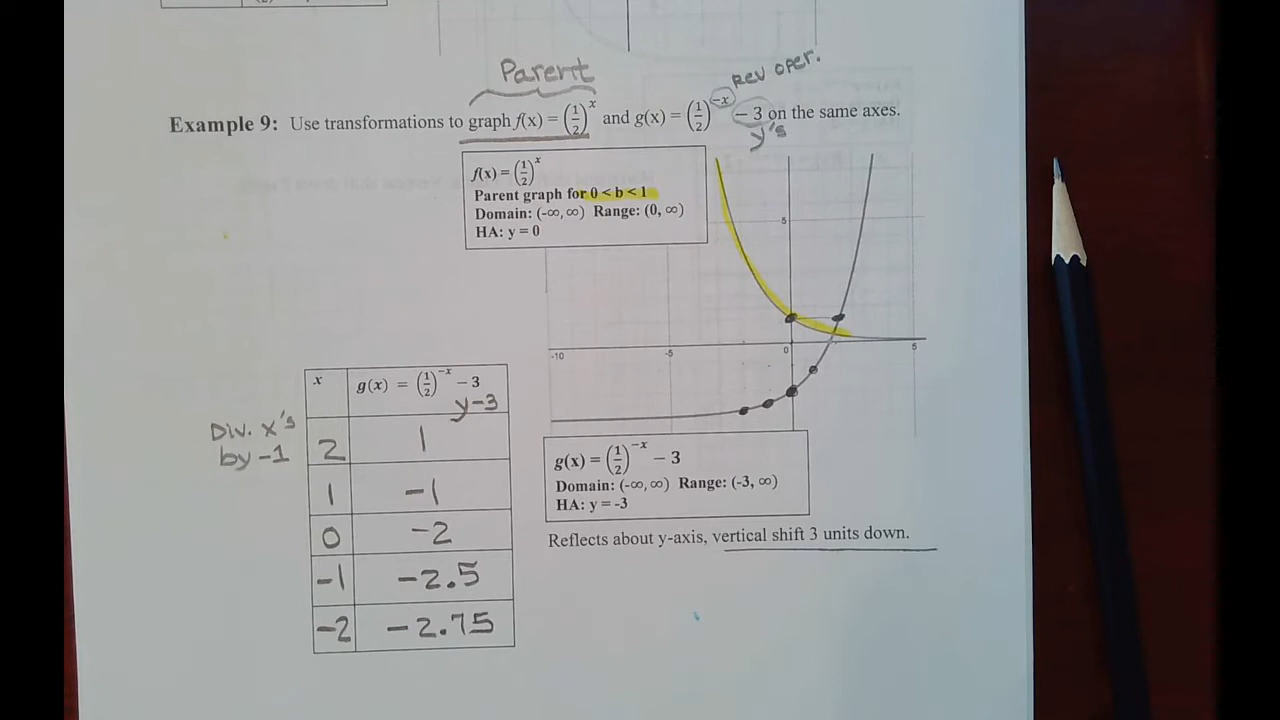 Parent
Rev oper.
Example 9: Use transformations to graph f(x) = (1/2)^x and g(x) = (1/2)^-x - 3 on the same axes.
y's
f(x) = (1/2)^x
Parent graph for 0 < b < 1
Domain: (-∞, ∞) Range: (0, ∞)
HA: y = 0
5
-10 -5 0 5
x g(x) = (1/2)^-x - 3
y-3
Div. x's
by -1
2 1
1 -1
0 -2
-1 -2.5
-2 -2.75
g(x) = (1/2)^-x - 3
Domain: (-∞, ∞) Range: (-3, ∞)
HA: y = -3
Reflects about y-axis, vertical shift 3 units down.